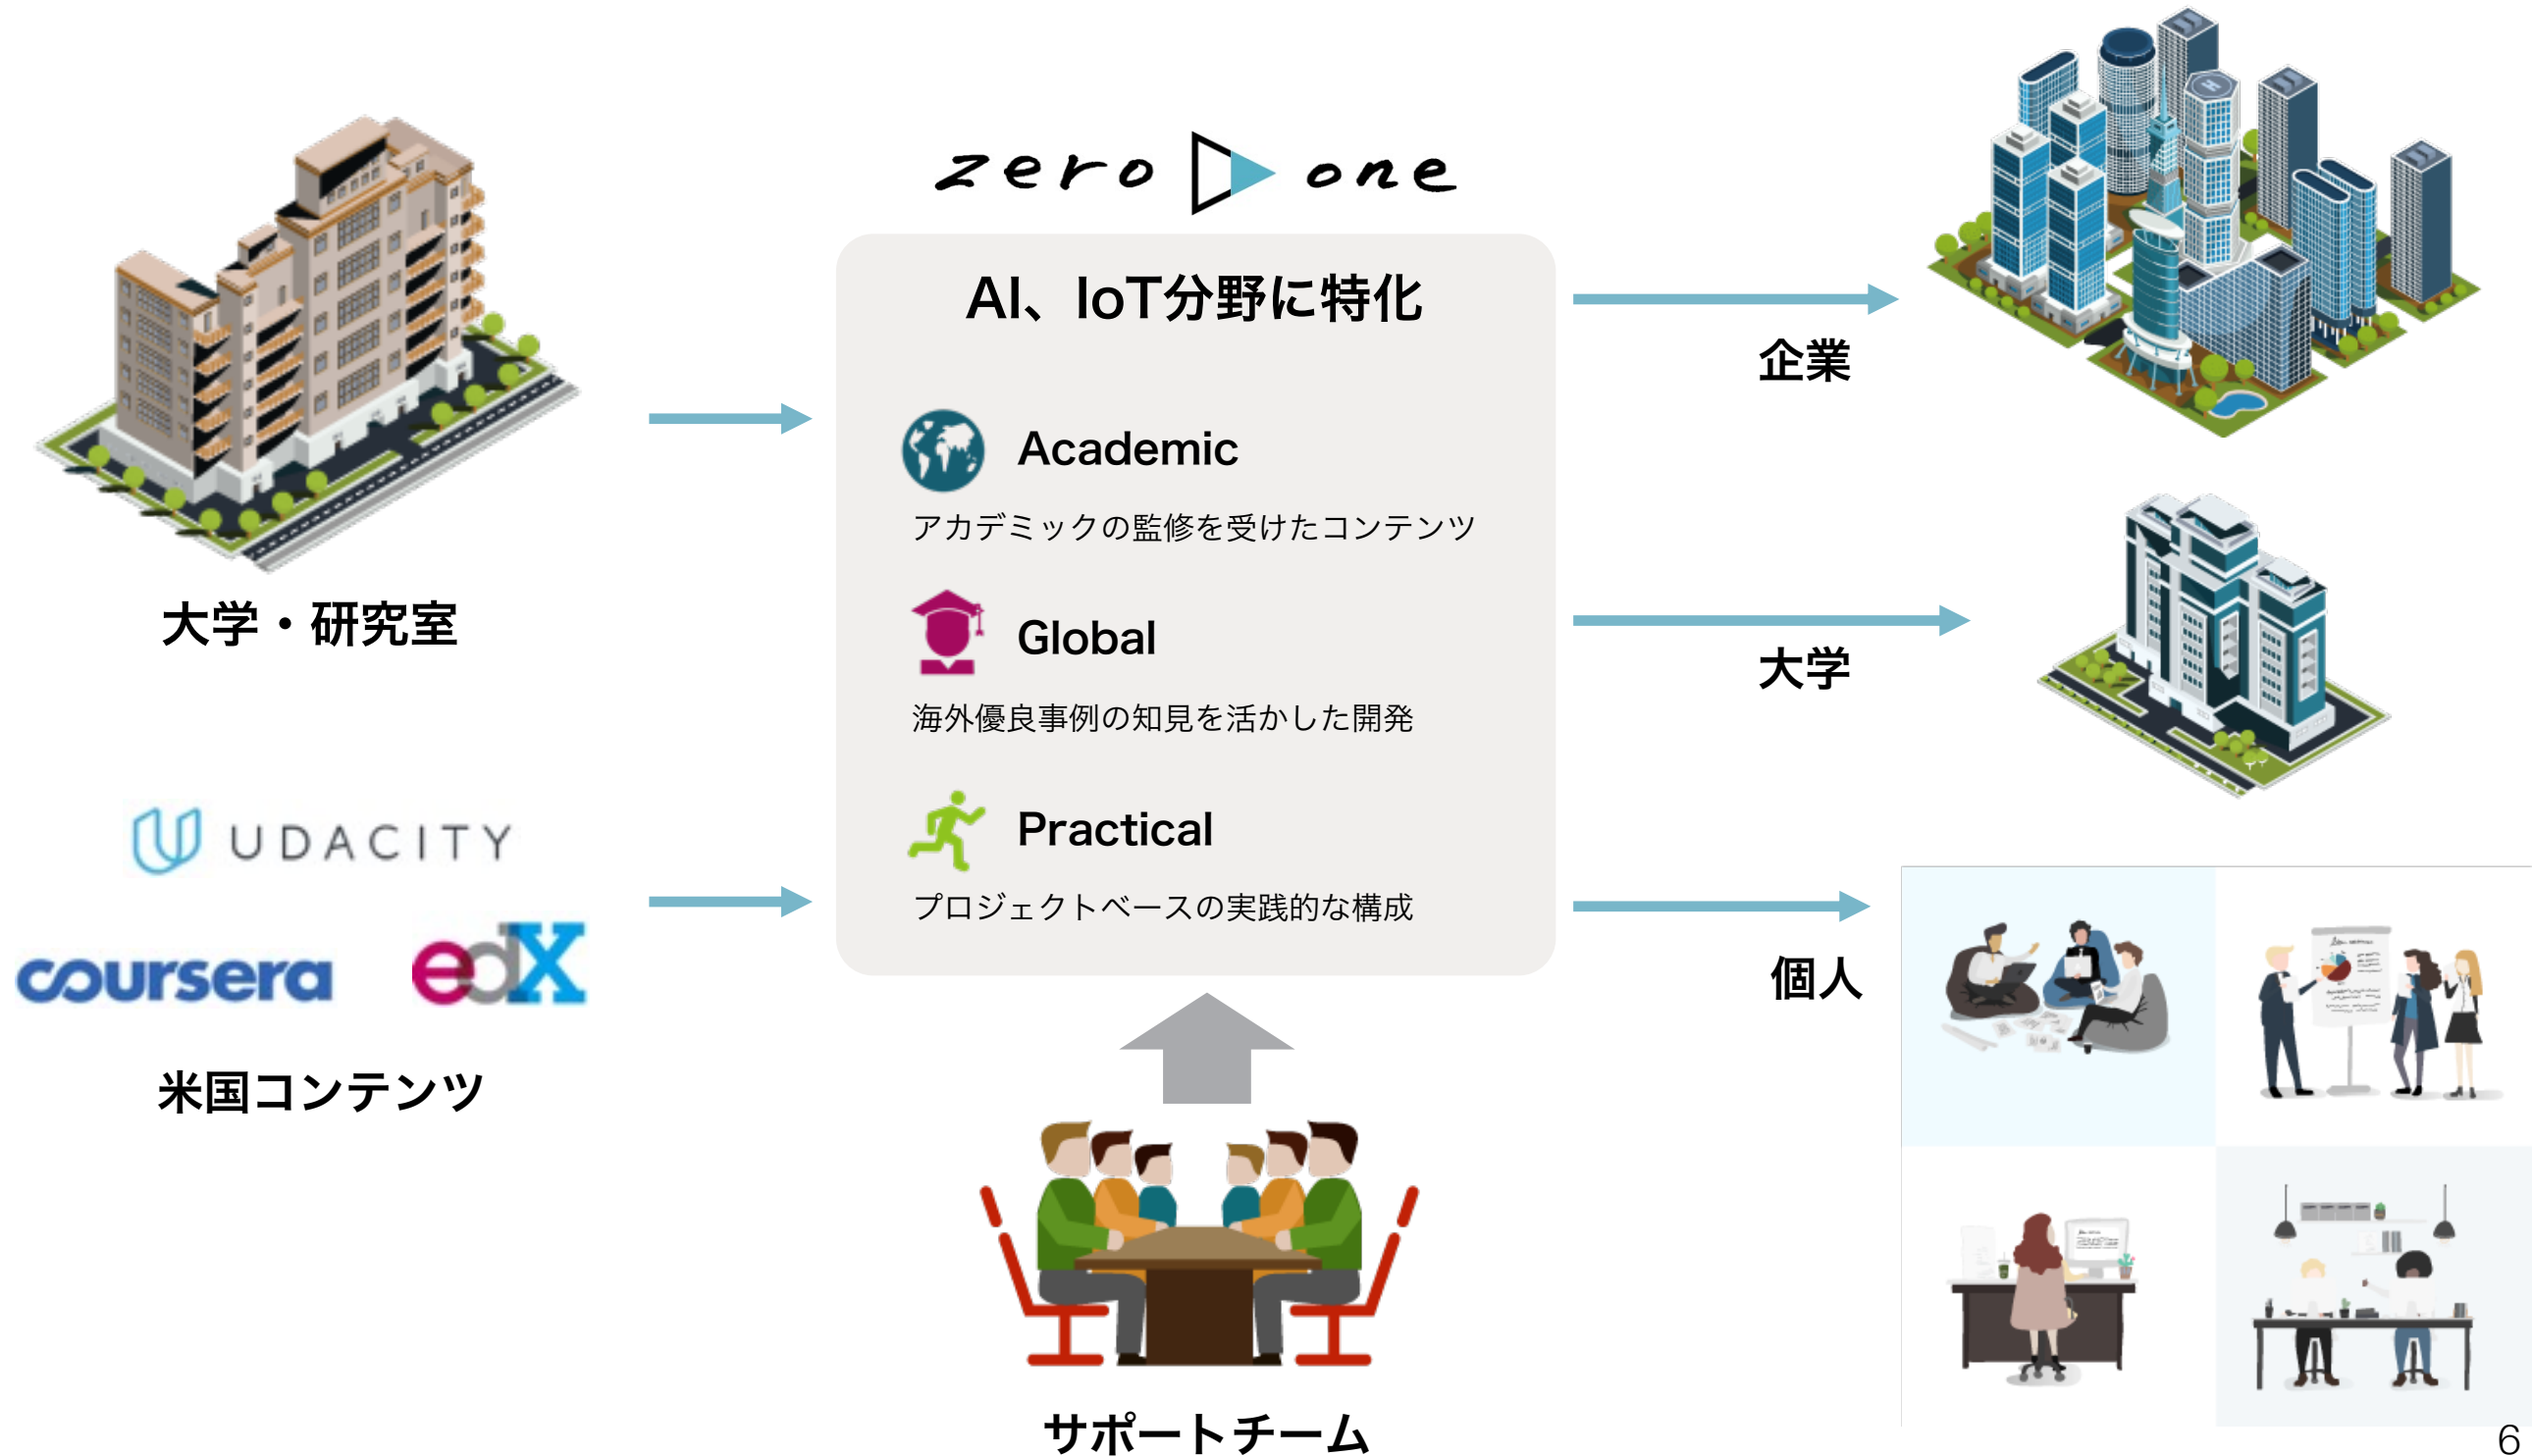 zero one
AI、IoT分野に特化
Academic
アカデミックの監修を受けたコンテンツ
Global
海外優良事例の知見を活かした開発
Practical
プロジェクトベースの実践的な構成
大学・研究室
UDACITY
coursera
edX
米国コンテンツ
サポートチーム
企業
大学
個人
6